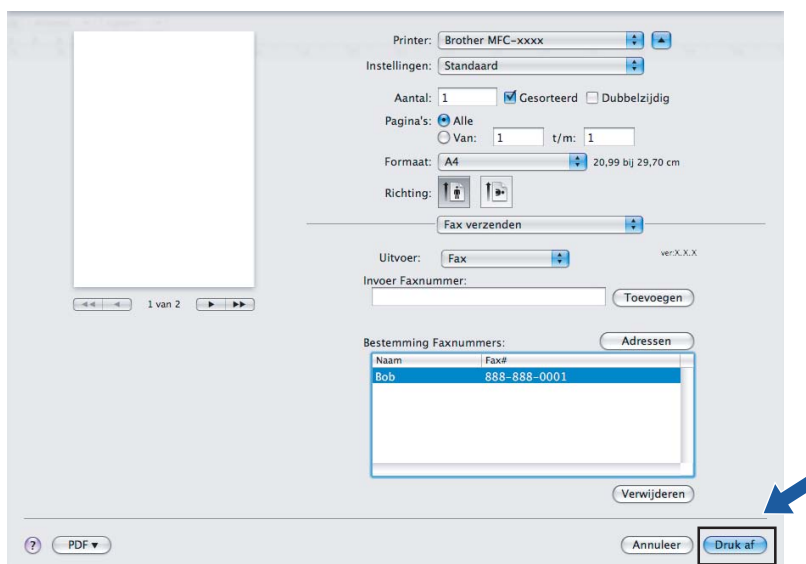 Printer: Brother MFC-xxxx
Instellingen: Standaard
Aantal: 1 Gesorteerd Dubbelzijdig
Pagina's: Alle
Van: 1 t/m: 1
Formaat: A4 20,99 bij 29,70 cm
Richting:
Fax verzenden
Uitvoer: Fax ver:X.X.X
Invoer Faxnummer:
Toevoegen
1 van 2
Bestemming Faxnummers: Adressen
Naam Fax#
Bob 888-888-0001
Verwijderen
? PDF Annuleer Druk af